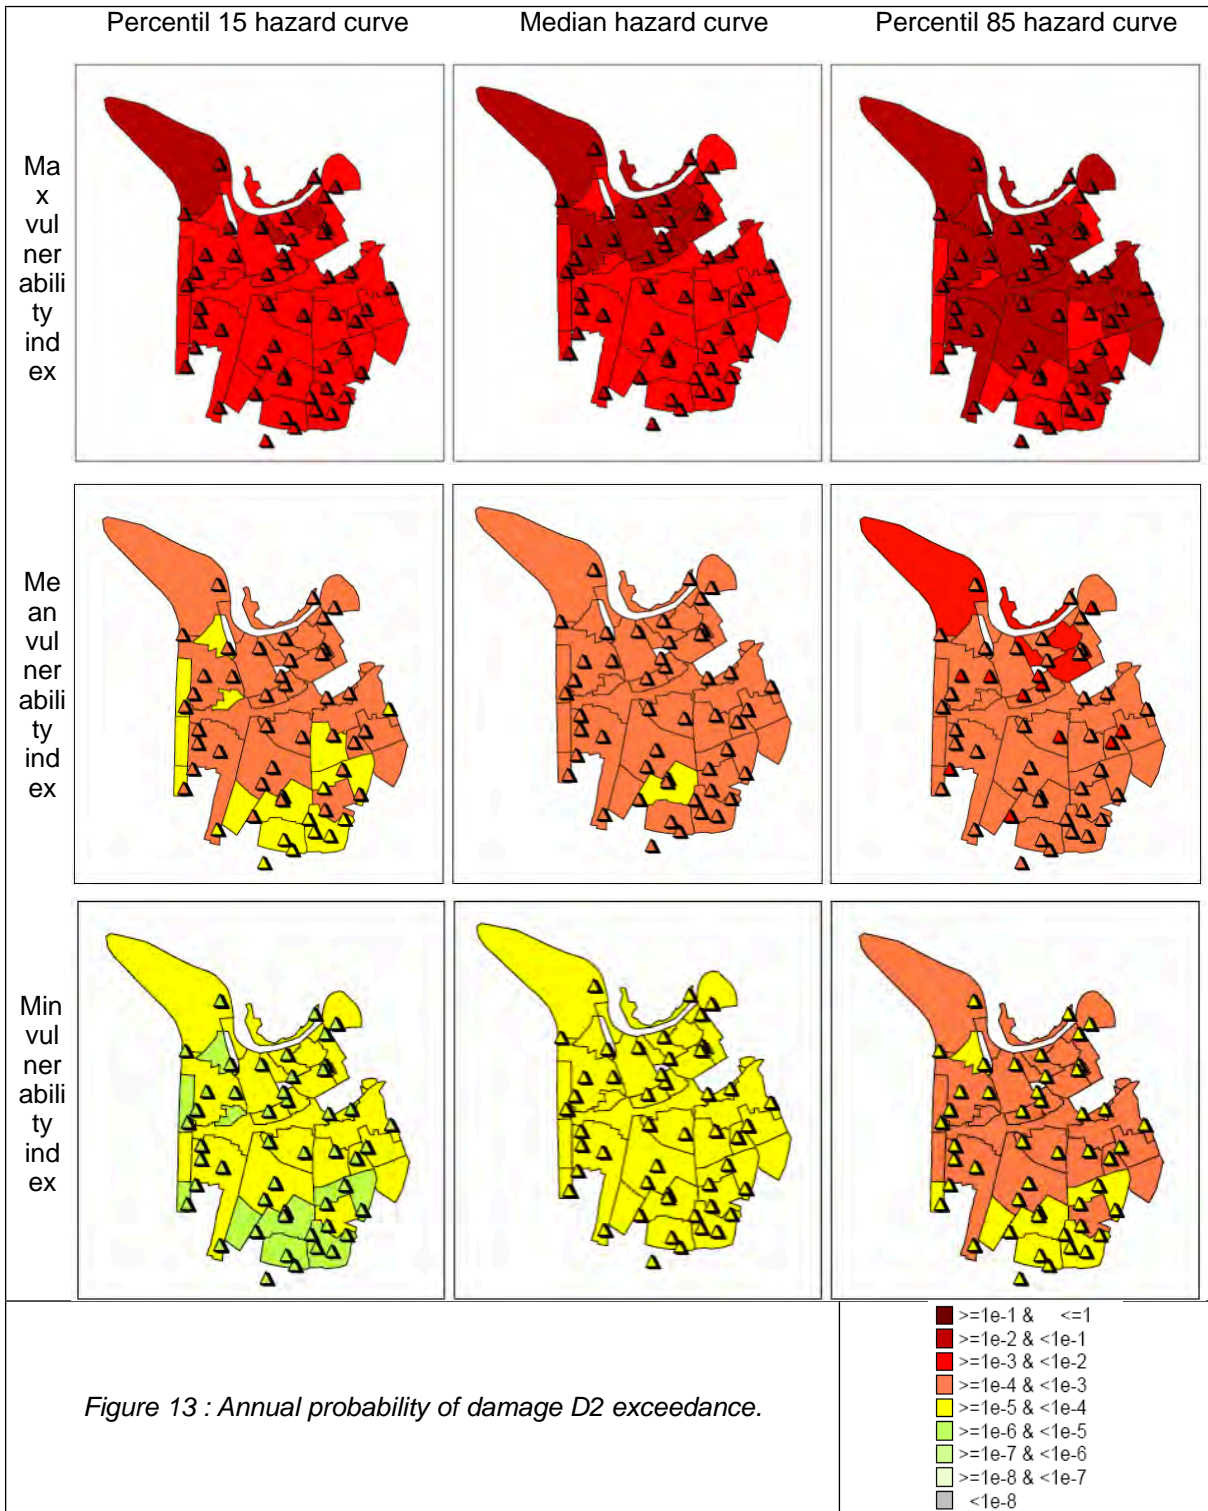 Percentil 15 hazard curve
Median hazard curve
Percentil 85 hazard curve
Ma
x
vul
ner
abili
ty
ind
ex
Me
an
vul
ner
abili
ty
ind
ex
Min
vul
ner
abili
ty
ind
ex
Figure 13 : Annual probability of damage D2 exceedance.
>=1e-1 & <=1
>=1e-2 & <1e-1
>=1e-3 & <1e-2
>=1e-4 & <1e-3
>=1e-5 & <1e-4
>=1e-6 & <1e-5
>=1e-7 & <1e-6
>=1e-8 & <1e-7
<1e-8